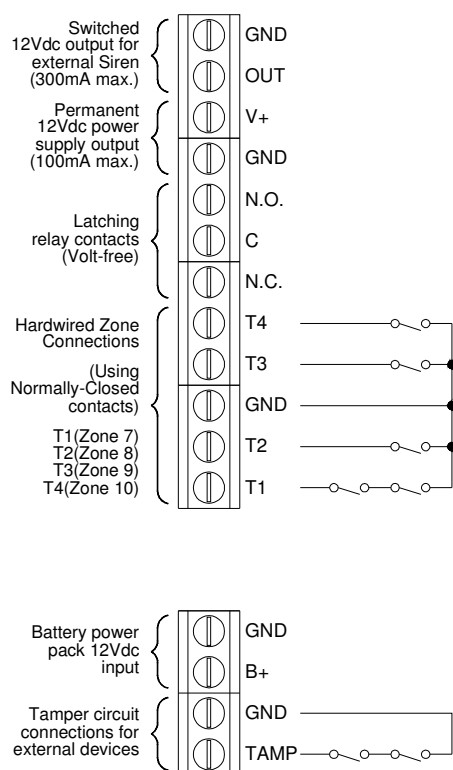 Switched
12Vdc output for
external Siren
(300mA max.)
GND
OUT
Permanent
12Vdc power
supply output
(100mA max.)
V+
GND
Latching
relay contacts
(Volt-free)
N.O.
C
N.C.
Hardwired Zone
Connections
(Using
Normally-Closed
contacts)
T1(Zone 7)
T2(Zone 8)
T3(Zone 9)
T4(Zone 10)
T4
T3
GND
T2
T1
Battery power
pack 12Vdc
input
GND
B+
Tamper circuit
connections for
external devices
GND
TAMP